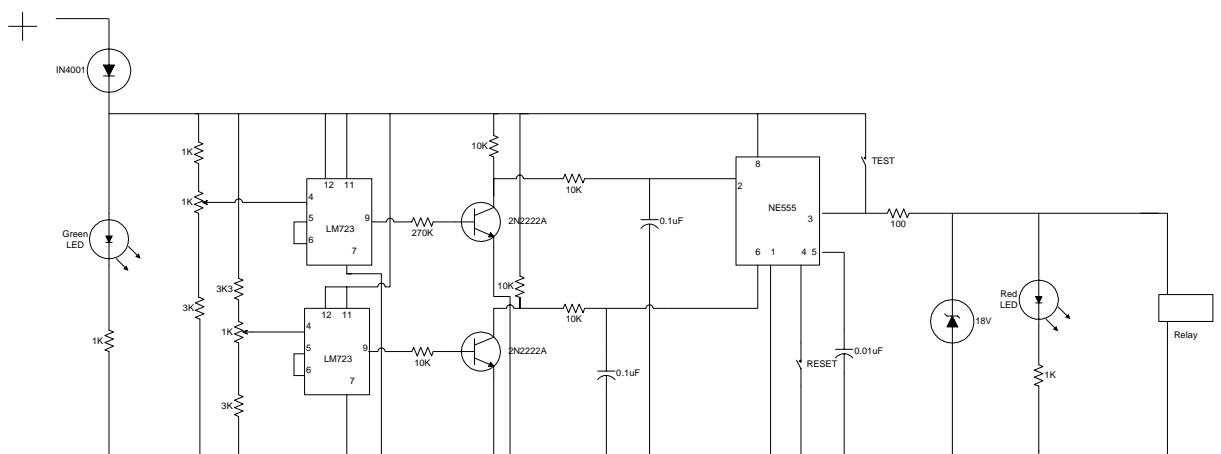 IN4001
1K
10K
TEST
8
12 11
10K
2
1K
4
NE555
5
9
2N2222A
0.1uF
3
LM723
270K
100
Green
LED
6
7
6 1 4 5
3K3
10K
Red
LED
3K
12 11
10K
18V
1K
4
Relay
1K
5
9
2N2222A
RESET
0.01uF
LM723
10K
0.1uF
6
7
1K
3K